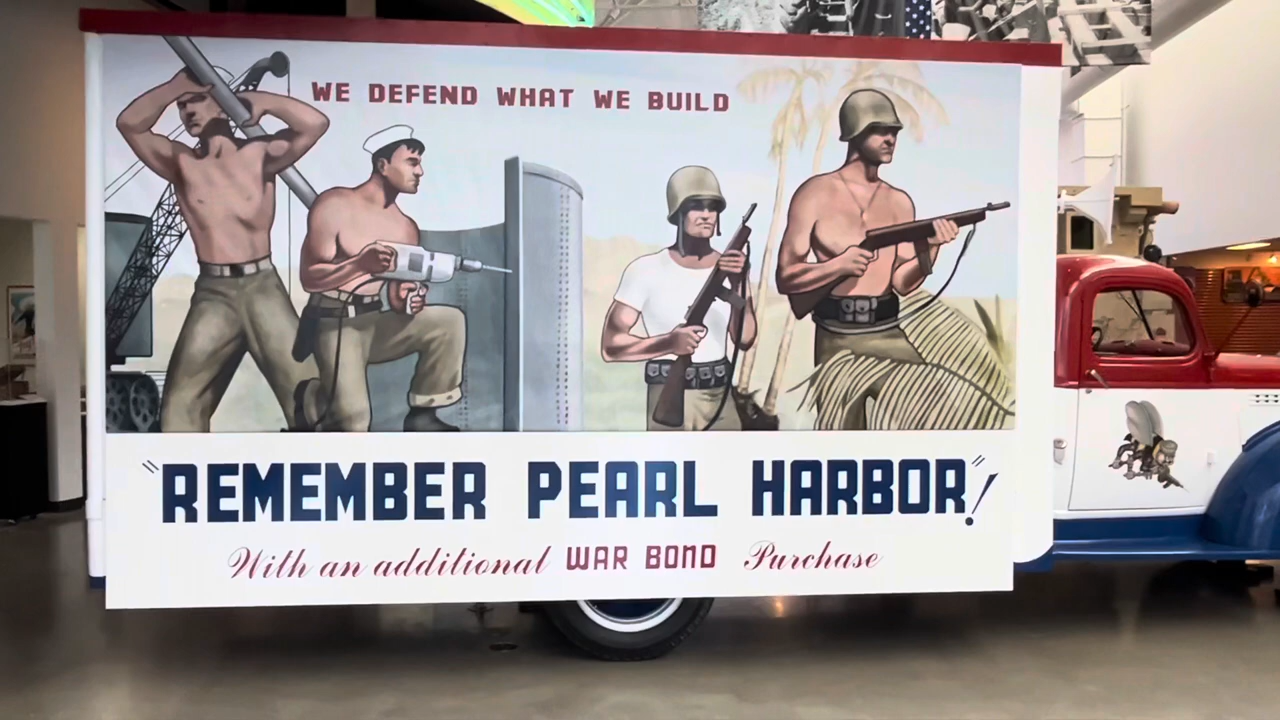 WE DEFEND WHAT WE BUILD
"REMEMBER PEARL HARBOR"!
With an additional WAR BOND Purchase